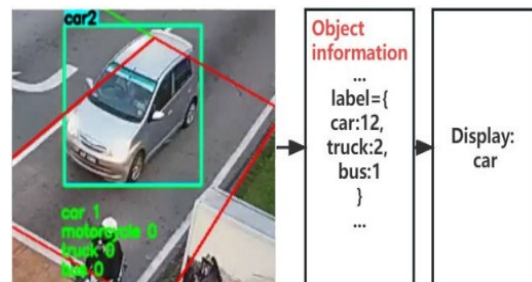 car2
car 1
motorcycle 0
truck 0
bus 0
Object
information
...
label={
car:12,
truck:2,
bus:1
}
...
Display:
car